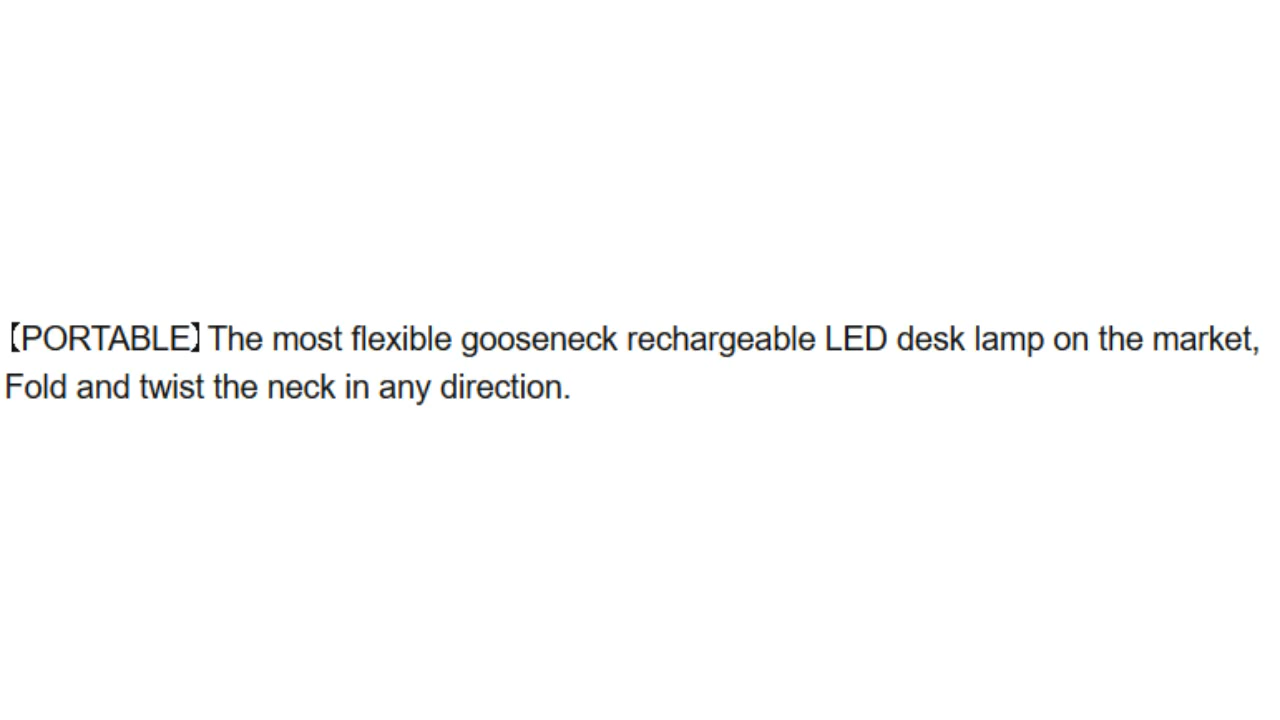 【PORTABLE】The most flexible gooseneck rechargeable LED desk lamp on the market,
Fold and twist the neck in any direction.